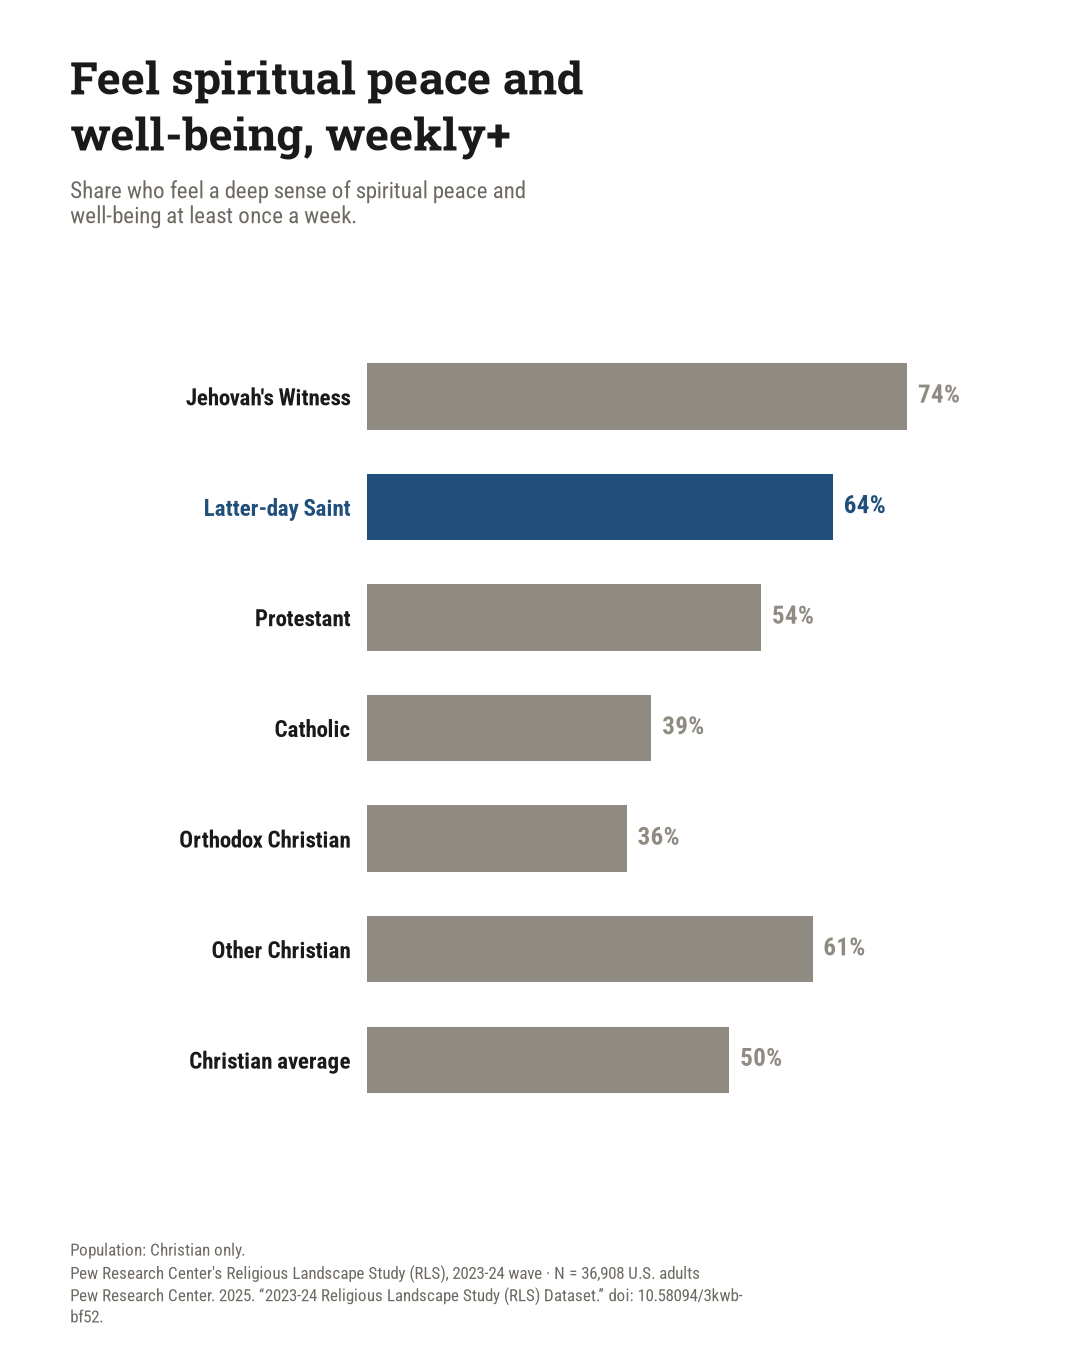 Feel spiritual peace and
well-being, weekly+
Share who feel a deep sense of spiritual peace and
well-being at least once a week.
Jehovah's Witness 74%
Latter-day Saint 64%
Protestant 54%
Catholic 39%
Orthodox Christian 36%
Other Christian 61%
Christian average 50%
Population: Christian only.
Pew Research Center's Religious Landscape Study (RLS), 2023-24 wave · N = 36,908 U.S. adults
Pew Research Center. 2025. “2023-24 Religious Landscape Study (RLS) Dataset.” doi: 10.58094/3kwb-
bf52.